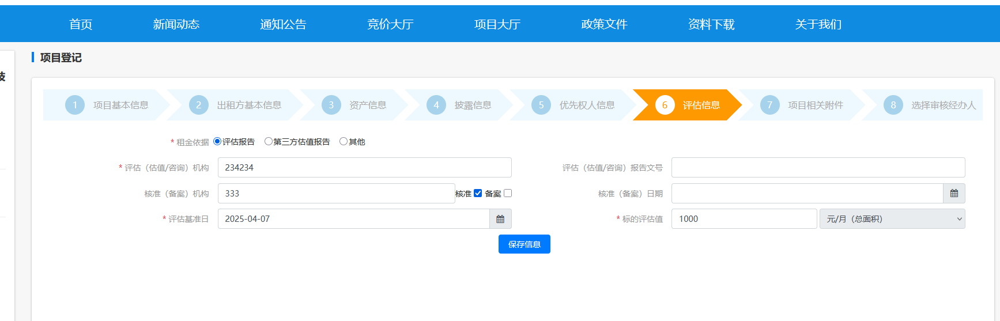 首页 新闻动态 通知公告 竞价大厅 项目大厅 政策文件 资料下载 关于我们
项目登记
1 项目基本信息 2 出租方基本信息 3 资产信息 4 披露信息 5 优先权人信息 6 评估信息 7 项目相关附件 8 选择审核经办人
* 租金依据 评估报告 第三方估值报告 其他
* 评估（估值/咨询）机构 234234 评估（估值/咨询）报告文号
核准（备案）机构 333 核准 备案 核准（备案）日期
* 评估基准日 2025-04-07 * 标的评估值 1000 元/月（总面积）
保存信息